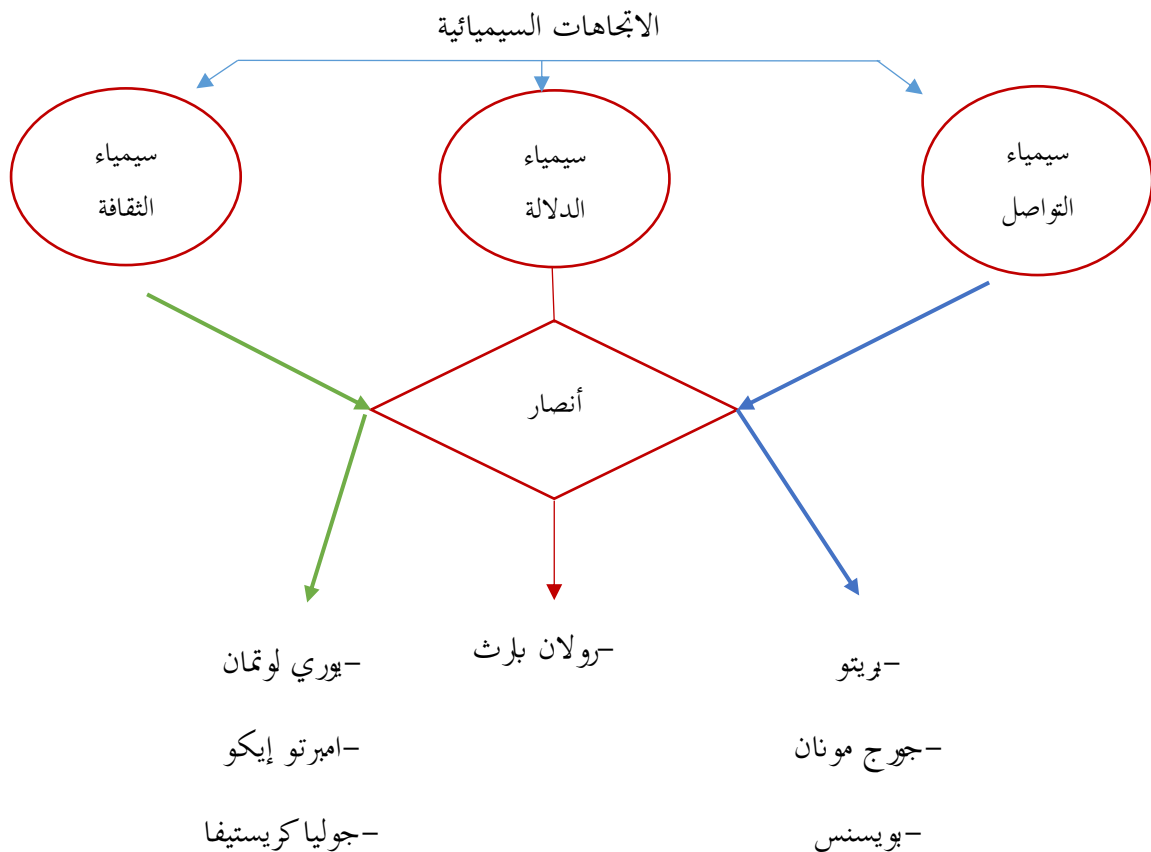 الاتجاهات السيميائية
سيمياء
التواصل
سيمياء
الدلالة
سيمياء
الثقافة
أنصار
-بريتو
-جورج مونان
-بويسنس
-رولان بارث
-يوري لوتمان
-امبرتو إيكو
-جوليا كريستيفا